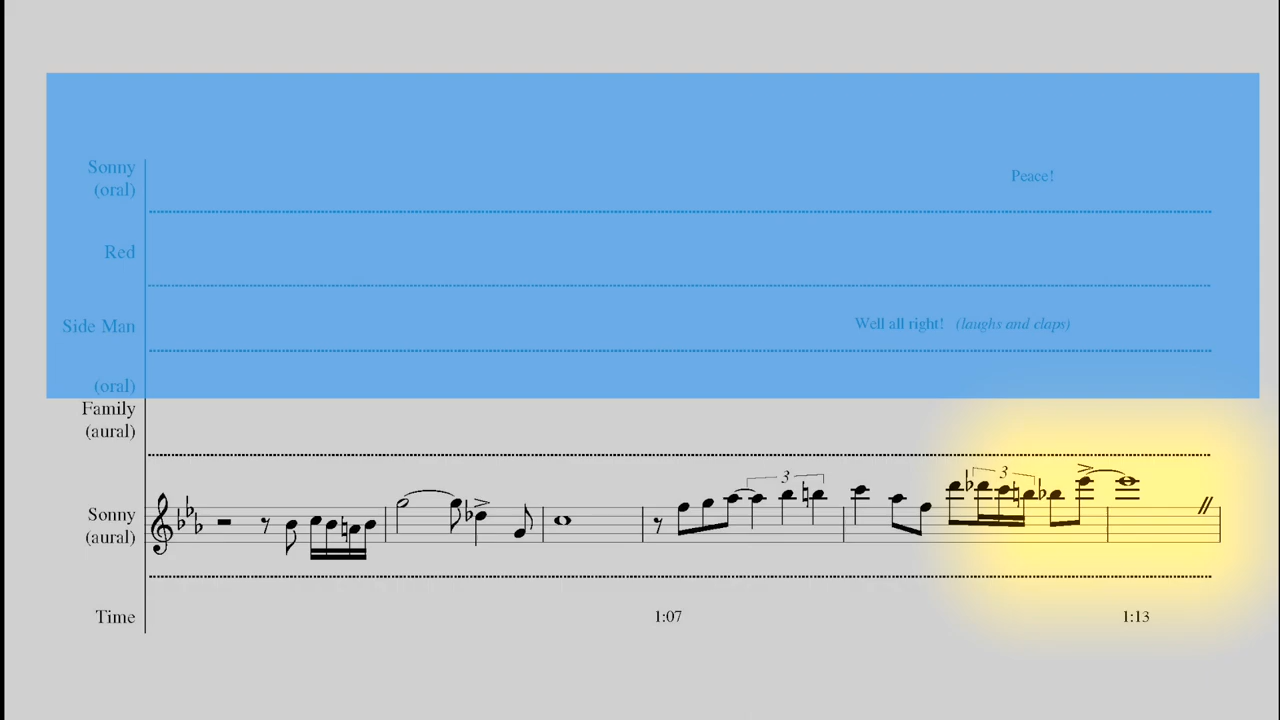 Sonny
(oral)
Peace!
Red
Side Man
Well all right! (laughs and claps)
(oral)
Family
(aural)
3
3
Sonny
(aural)
Time
1:07
1:13